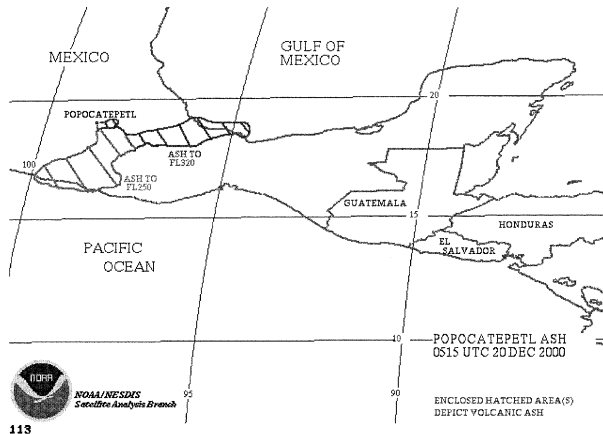 GULF OF
MEXICO
MEXICO
20
POPOCATEPETL
ASH TO
FL320
100
ASH TO
FL250
GUATEMALA
15
HONDURAS
EL
SALVADOR
PACIFIC
OCEAN
10
POPOCATEPETL ASH
0515 UTC 20 DEC 2000
NOAA
NOAA/NESDIS
Satellite Analysis Branch
95
90
ENCLOSED HATCHED AREA(S)
DEPICT VOLCANIC ASH
113